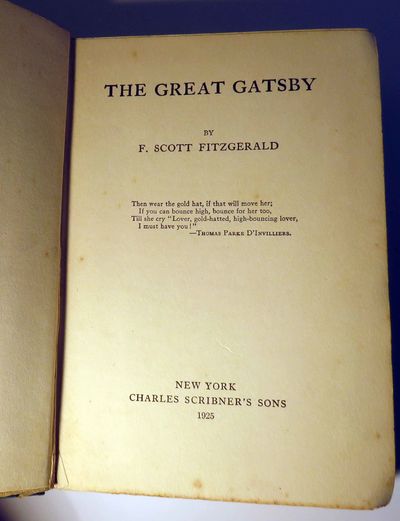 THE GREAT GATSBY
BY
F. SCOTT FITZGERALD
Then wear the gold hat, if that will move her;
If you can bounce high, bounce for her too,
Till she cry "Lover, gold-hatted, high-bouncing lover,
I must have you!"
—THOMAS PARKE D'INVILLIERS.
NEW YORK
CHARLES SCRIBNER'S SONS
1925